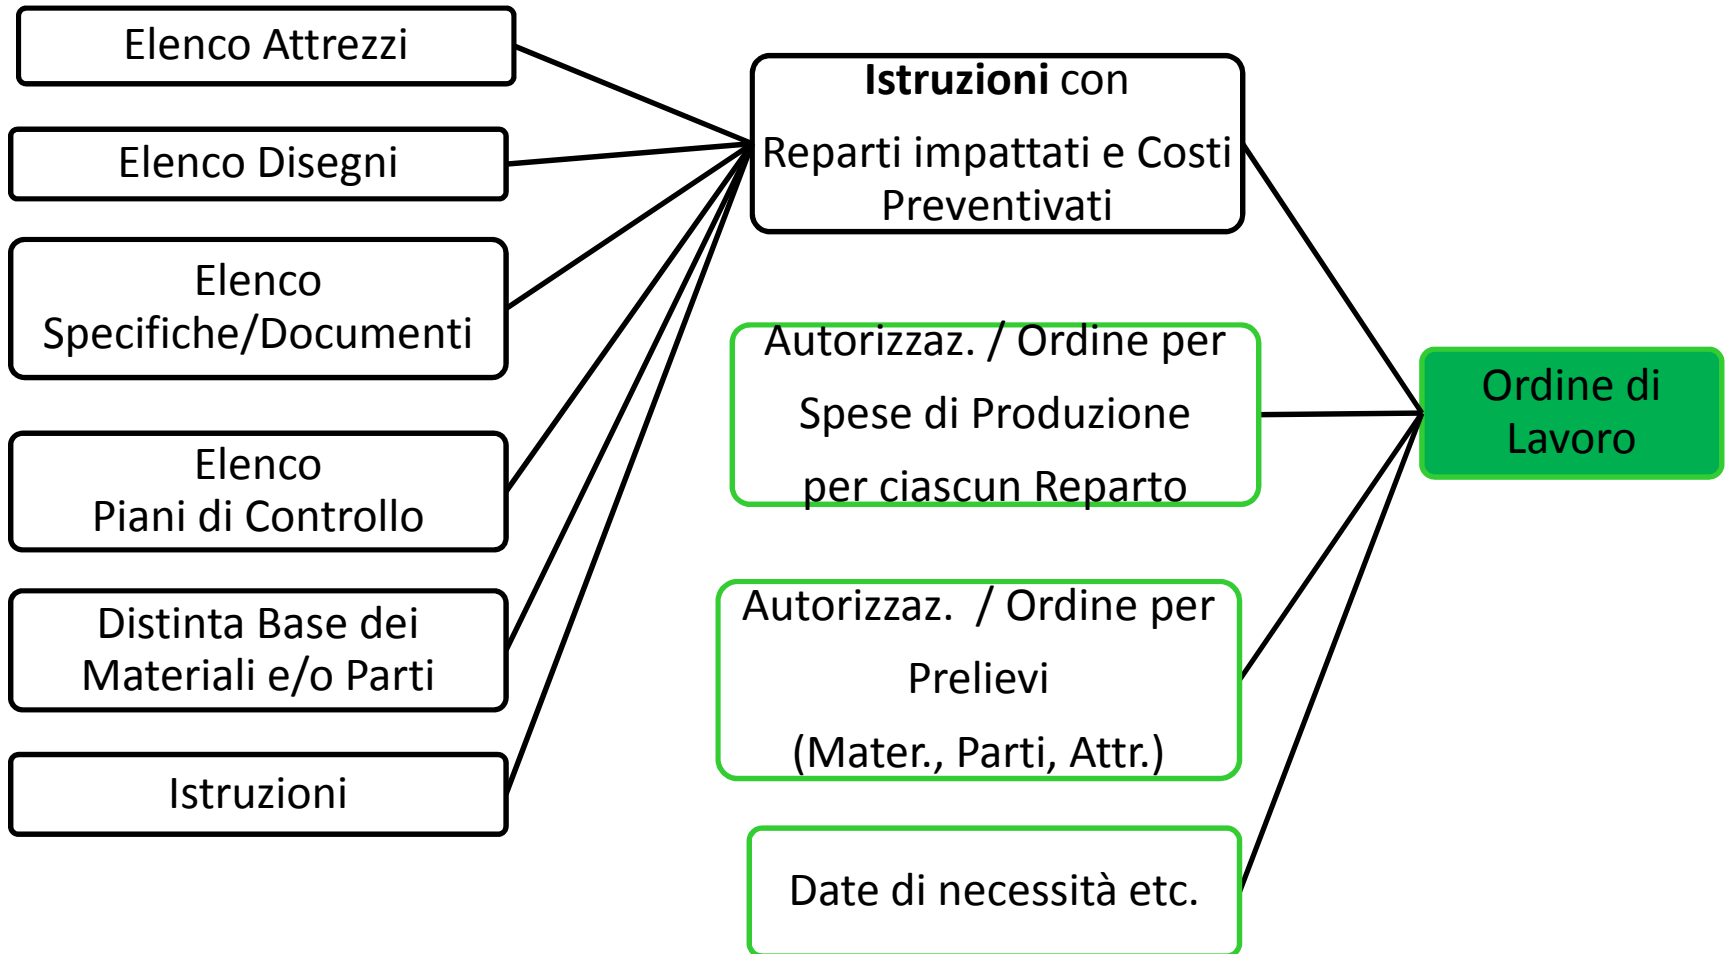 Elenco Attrezzi
Elenco Disegni
Elenco
Specifiche/Documenti
Elenco
Piani di Controllo
Distinta Base dei
Materiali e/o Parti
Istruzioni
Istruzioni con
Reparti impattati e Costi
Preventivati
Autorizzaz. / Ordine per
Spese di Produzione
per ciascun Reparto
Autorizzaz.  / Ordine per
Prelievi
(Mater., Parti, Attr.)
Date di necessità etc.
Ordine di
Lavoro